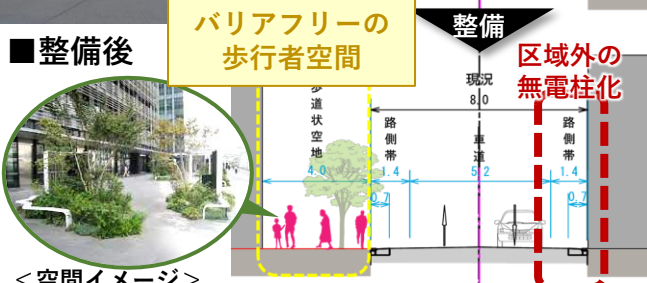 バリアフリーの
歩行者空間
整備
■整備後
区域外の
無電柱化
現況
8.0
歩道状空地
路側帯
車道
路側帯
4.0
1.4
5.2
1.4
0.7
0.7
＜空間イメージ＞